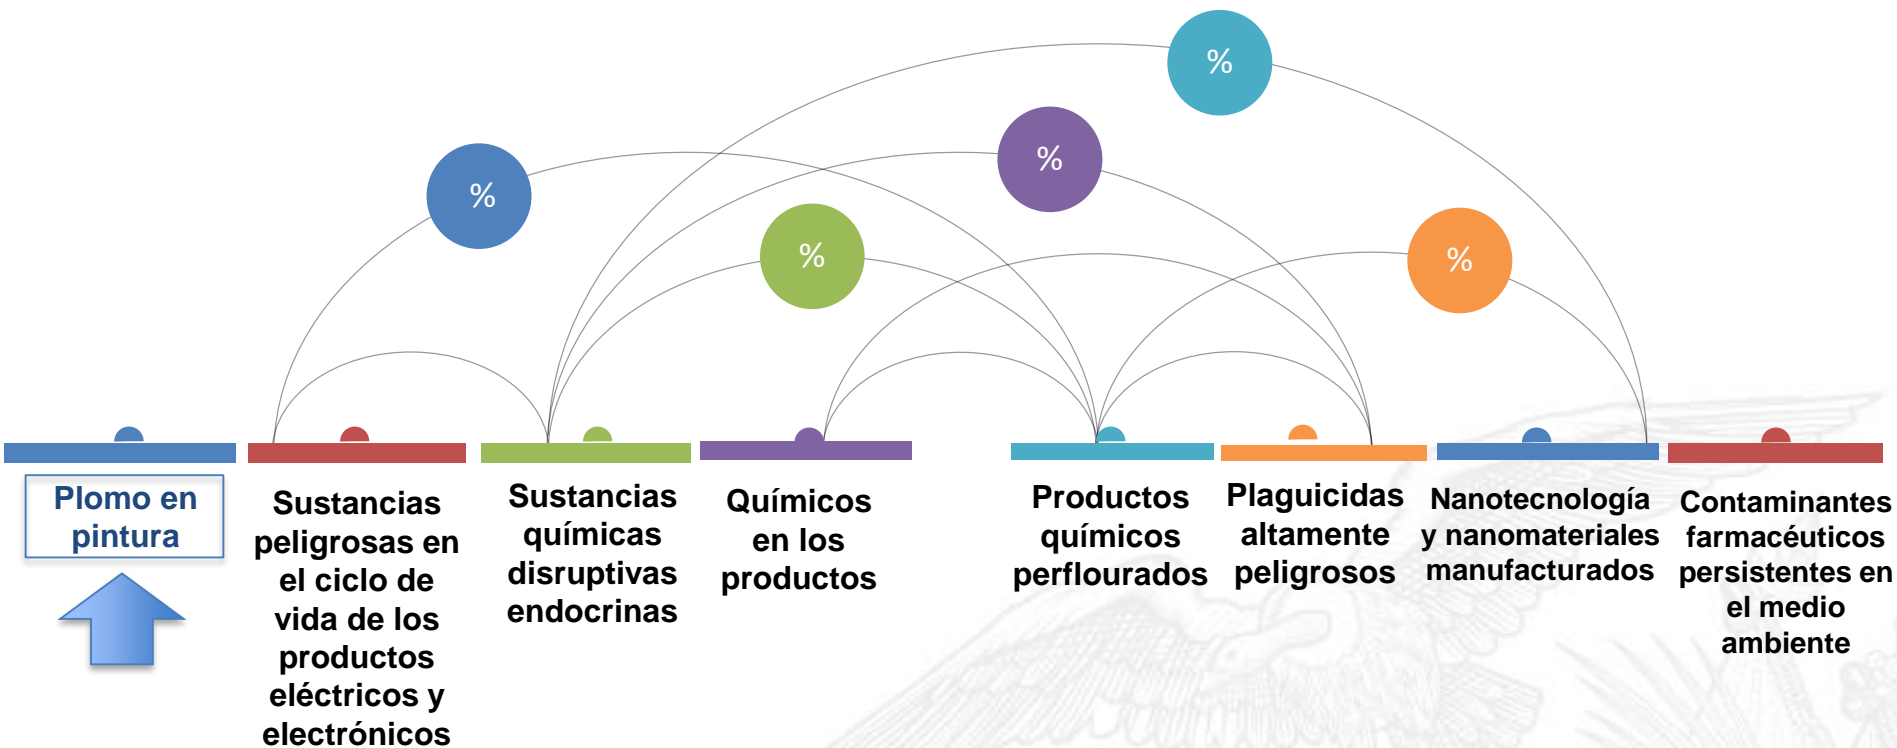 %
%
%
%
%
Plomo en
pintura
Sustancias
peligrosas en
el ciclo de
vida de los
productos
eléctricos y
electrónicos
Sustancias
químicas
disruptivas
endocrinas
Químicos
en los
productos
Productos
químicos
perflourados
Plaguicidas
altamente
peligrosos
Nanotecnología
y nanomateriales
manufacturados
Contaminantes
farmacéuticos
persistentes en
el medio
ambiente